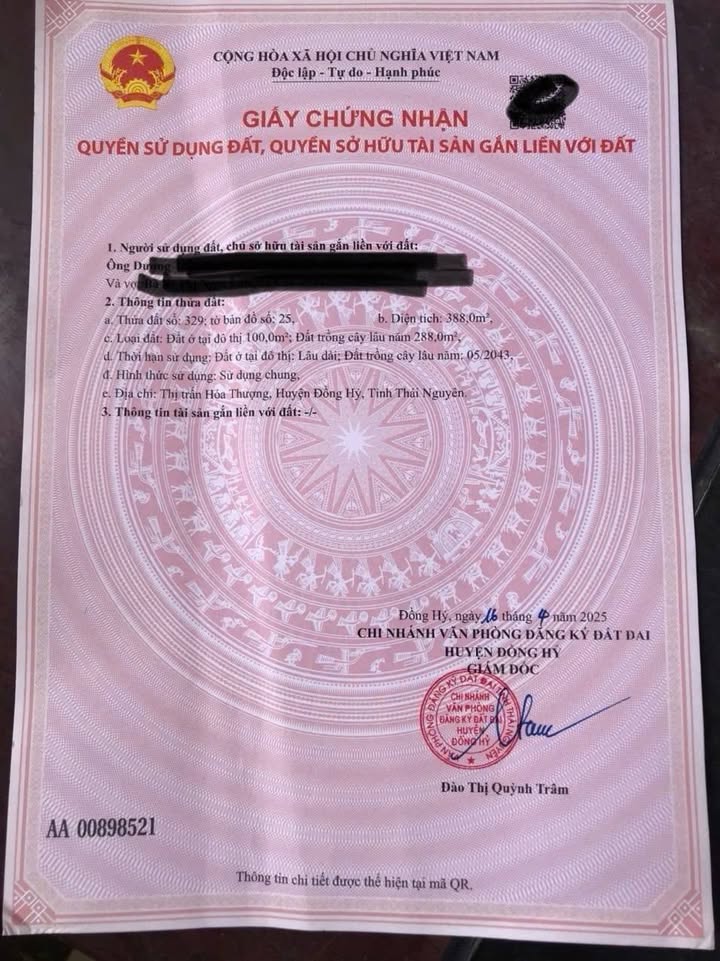 CỘNG HÒA XÃ HỘI CHỦ NGHĨA VIỆT NAM
Độc lập - Tự do - Hạnh phúc
GIẤY CHỨNG NHẬN
QUYỀN SỬ DỤNG ĐẤT, QUYỀN SỞ HỮU TÀI SẢN GẮN LIỀN VỚI ĐẤT
1. Người sử dụng đất, chủ sở hữu tài sản gắn liền với đất:
Ông Dương
Và vợ:
2. Thông tin thửa đất:
a. Thửa đất số: 329; tờ bản đồ số: 25, b. Diện tích: 388,0m²,
c. Loại đất: Đất ở tại đô thị 100,0m²; Đất trồng cây lâu năm 288,0m²,
d. Thời hạn sử dụng: Đất ở tại đô thị: Lâu dài; Đất trồng cây lâu năm: 05/2043,
đ. Hình thức sử dụng: Sử dụng chung,
e. Địa chỉ: Thị trấn Hóa Thượng, Huyện Đồng Hỷ, Tỉnh Thái Nguyên.
3. Thông tin tài sản gắn liền với đất: -/-
Đồng Hỷ, ngày 16 tháng 4 năm 2025
CHI NHÁNH VĂN PHÒNG ĐĂNG KÝ ĐẤT ĐAI
HUYỆN ĐỒNG HỶ
GIÁM ĐỐC
VĂN PHÒNG ĐĂNG KÝ ĐẤT ĐAI TỈNH THÁI NGUYÊN
CHI NHÁNH
VĂN PHÒNG
ĐĂNG KÝ ĐẤT ĐAI
HUYỆN
ĐỒNG HỶ
Đào Thị Quỳnh Trâm
AA 00898521
Thông tin chi tiết được thể hiện tại mã QR.